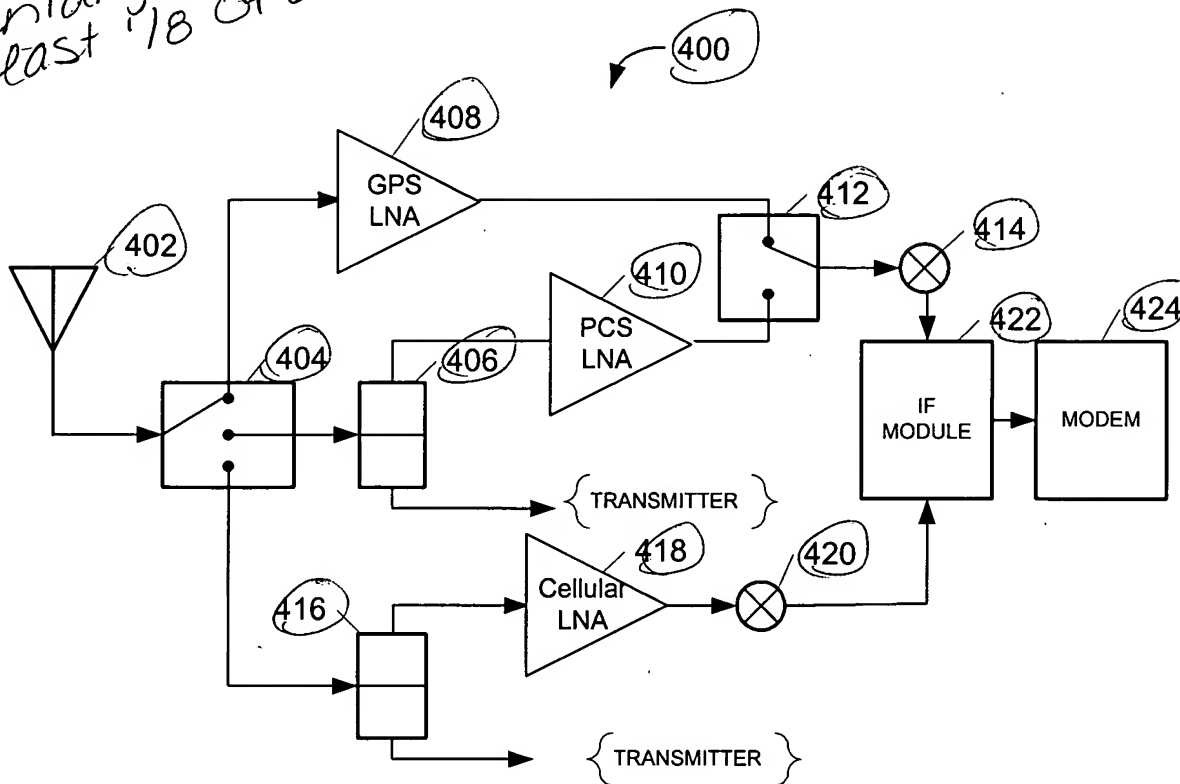 east 1/8 of
400
408
GPS
LNA
412
402
414
410
PCS
LNA
422
424
404
406
IF
MODULE
MODEM
{TRANSMITTER}
418
420
Cellular
LNA
416
{TRANSMITTER}